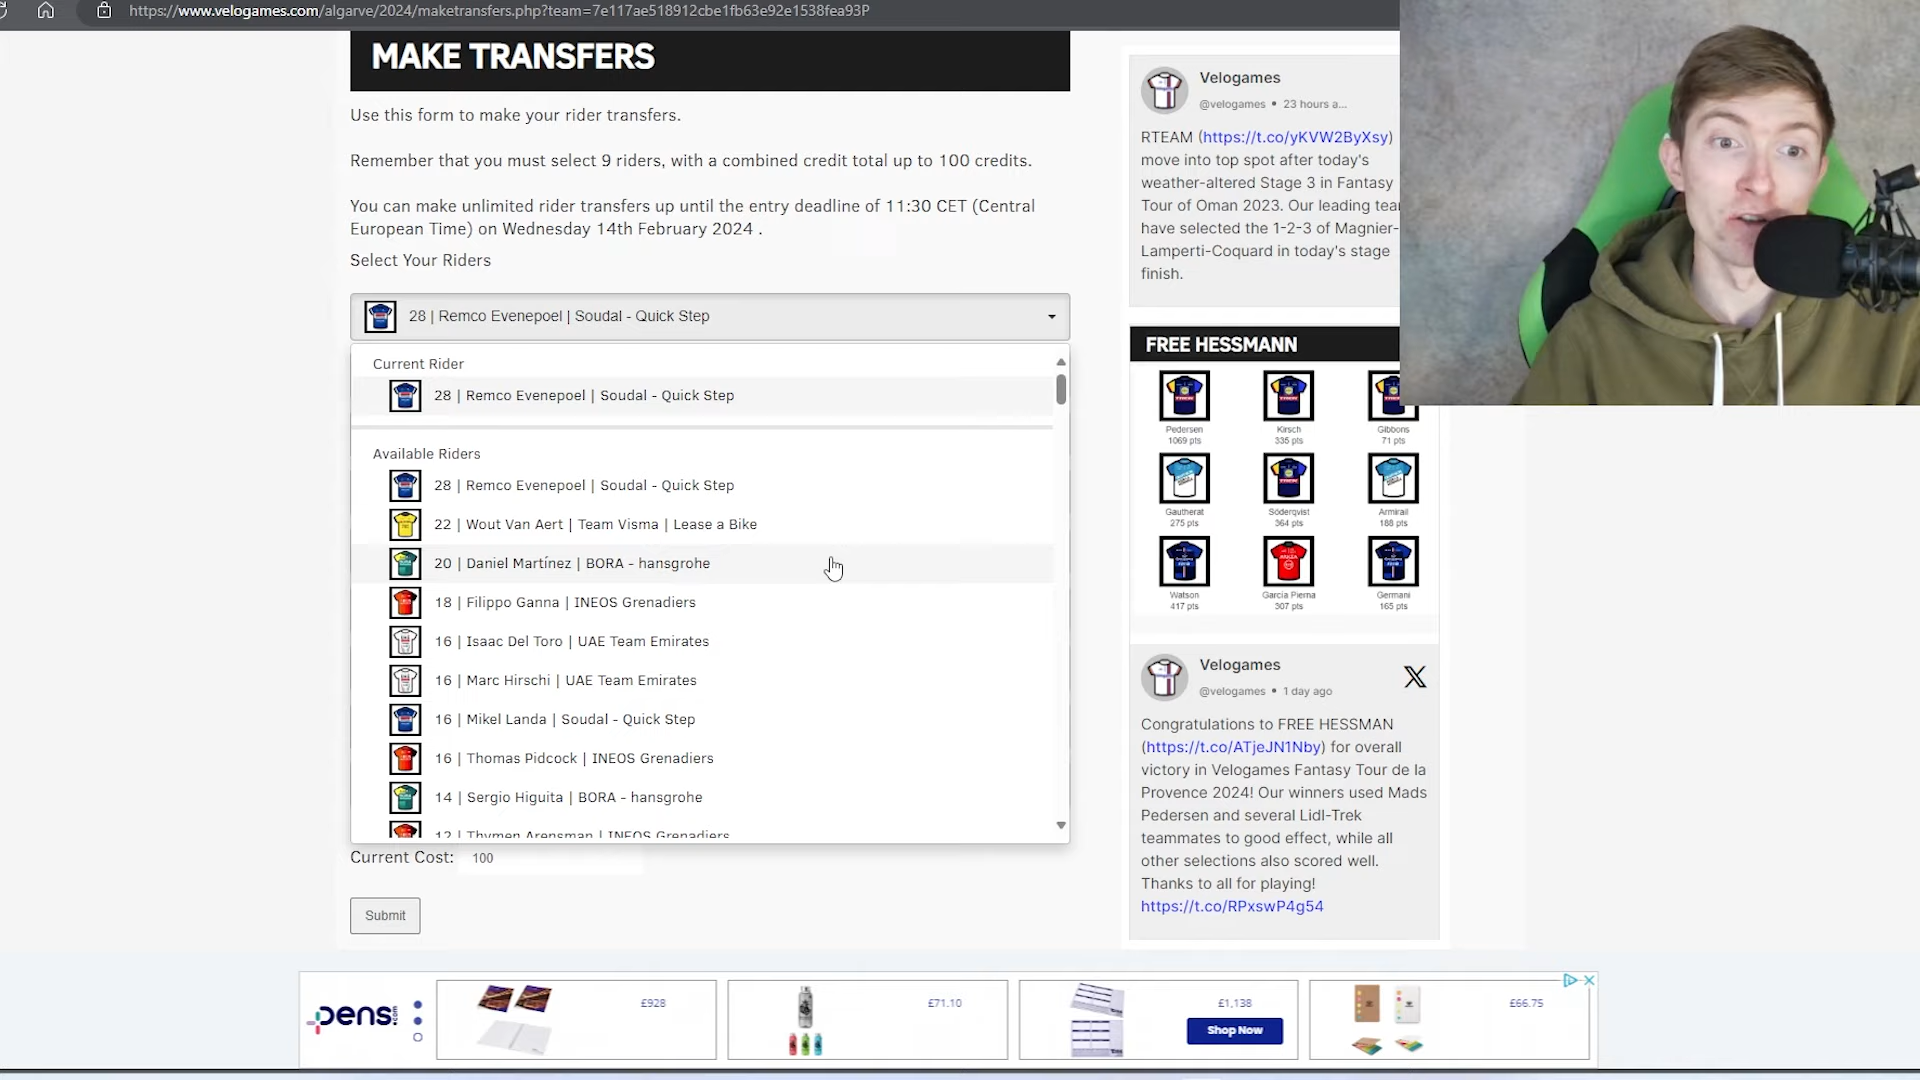 https://www.velogames.com/algarve/2024/maketransfers.php?team=7e117ae518912cbe1fb63e92e1538fea93P
MAKE TRANSFERS
Use this form to make your rider transfers.
Remember that you must select 9 riders, with a combined credit total up to 100 credits.
You can make unlimited rider transfers up until the entry deadline of 11:30 CET (Central
European Time) on Wednesday 14th February 2024 .
Select Your Riders
28 | Remco Evenepoel | Soudal - Quick Step
Current Rider
28 | Remco Evenepoel | Soudal - Quick Step
Available Riders
28 | Remco Evenepoel | Soudal - Quick Step
22 | Wout Van Aert | Team Visma | Lease a Bike
20 | Daniel Martínez | BORA - hansgrohe
18 | Filippo Ganna | INEOS Grenadiers
16 | Isaac Del Toro | UAE Team Emirates
16 | Marc Hirschi | UAE Team Emirates
16 | Mikel Landa | Soudal - Quick Step
16 | Thomas Pidcock | INEOS Grenadiers
14 | Sergio Higuita | BORA - hansgrohe
12 | Thymen Arensman | INEOS Grenadiers
Current Cost: 100
Submit
Velogames
@velogames • 23 hours a...
RTEAM (https://t.co/yKVW2ByXsy)
move into top spot after today's
weather-altered Stage 3 in Fantasy
Tour of Oman 2023. Our leading tea
have selected the 1-2-3 of Magnier-
Lamperti-Coquard in today's stage
finish.
FREE HESSMANN
Pedersen Kirsch Gibbons
1069 pts 335 pts 71 pts
Gautherat Söderqvist Armirail
275 pts 364 pts 188 pts
Watson García Pierna Germani
417 pts 307 pts 165 pts
Velogames
@velogames • 1 day ago
Congratulations to FREE HESSMAN
(https://t.co/ATjeJN1Nby) for overall
victory in Velogames Fantasy Tour de la
Provence 2024! Our winners used Mads
Pedersen and several Lidl-Trek
teammates to good effect, while all
other selections also scored well.
Thanks to all for playing!
https://t.co/RPxswP4g54
pens.com
£928
£71.10
£1,138
Shop Now
£66.75